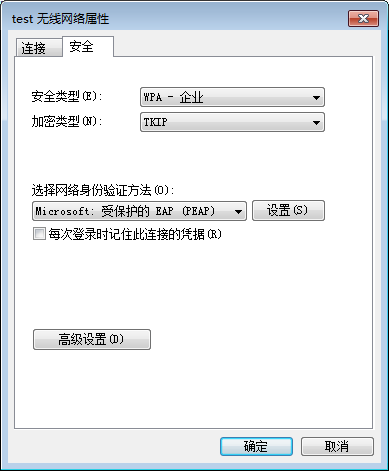 test 无线网络属性
连接 安全
安全类型(E): WPA - 企业
加密类型(N): TKIP
选择网络身份验证方法(O):
Microsoft: 受保护的 EAP (PEAP) 设置(S)
每次登录时记住此连接的凭据(R)
高级设置(D)
确定 取消